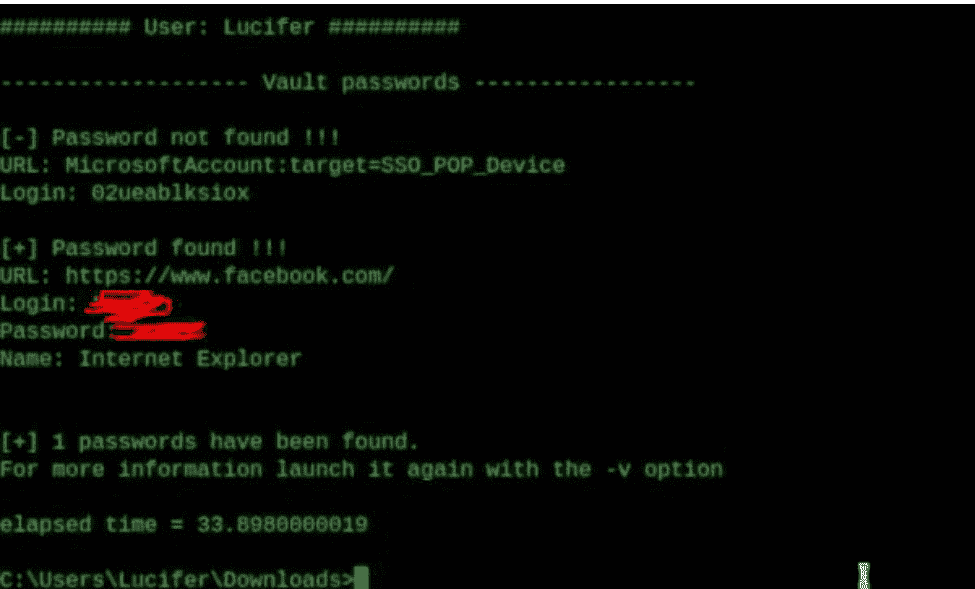 ########## User: Lucifer ##########
------------------- Vault passwords -----------------
[-] Password not found !!!
URL: MicrosoftAccount:target=SSO_POP_Device
Login: 02ueablksiox
[+] Password found !!!
URL: https://www.facebook.com/
Login:
Password:
Name: Internet Explorer
[+] 1 passwords have been found.
For more information launch it again with the -v option
elapsed time = 33.8980000019
C:\Users\Lucifer\Downloads>